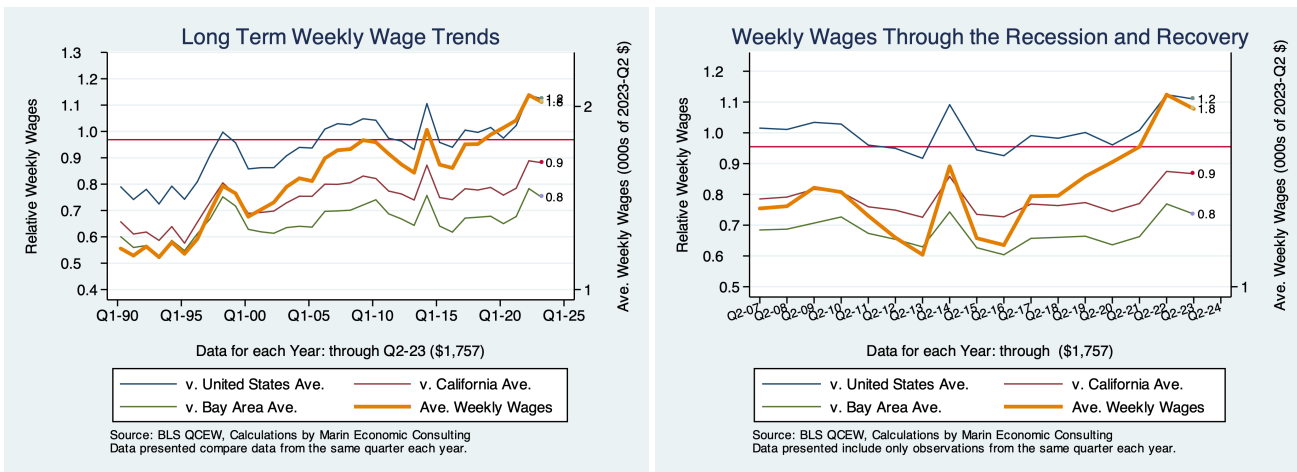 Long Term Weekly Wage Trends
Relative Weekly Wages
1.3
1.2
1.1
1.0
0.9
0.8
0.7
0.6
0.5
0.4
1.8
0.9
0.8
2
1
Ave. Weekly Wages (000s of 2023-Q2 $)
Q1-90 Q1-95 Q1-00 Q1-05 Q1-10 Q1-15 Q1-20 Q1-25
Data for each Year: through Q2-23 ($1,757)
v. United States Ave. v. California Ave.
v. Bay Area Ave. Ave. Weekly Wages
Source: BLS QCEW, Calculations by Marin Economic Consulting
Data presented compare data from the same quarter each year.
Weekly Wages Through the Recession and Recovery
Relative Weekly Wages
1.2
1.1
1.0
0.9
0.8
0.7
0.6
0.5
1.2
1.8
0.9
0.8
1
Ave. Weekly Wages (000s of 2023-Q2 $)
Q2-07 Q2-08 Q2-09 Q2-10 Q2-11 Q2-12 Q2-13 Q2-14 Q2-15 Q2-16 Q2-17 Q2-18 Q2-19 Q2-20 Q2-21 Q2-22 Q2-23 Q2-24
Data for each Year: through ($1,757)
v. United States Ave. v. California Ave.
v. Bay Area Ave. Ave. Weekly Wages
Source: BLS QCEW, Calculations by Marin Economic Consulting
Data presented include only observations from the same quarter each year.